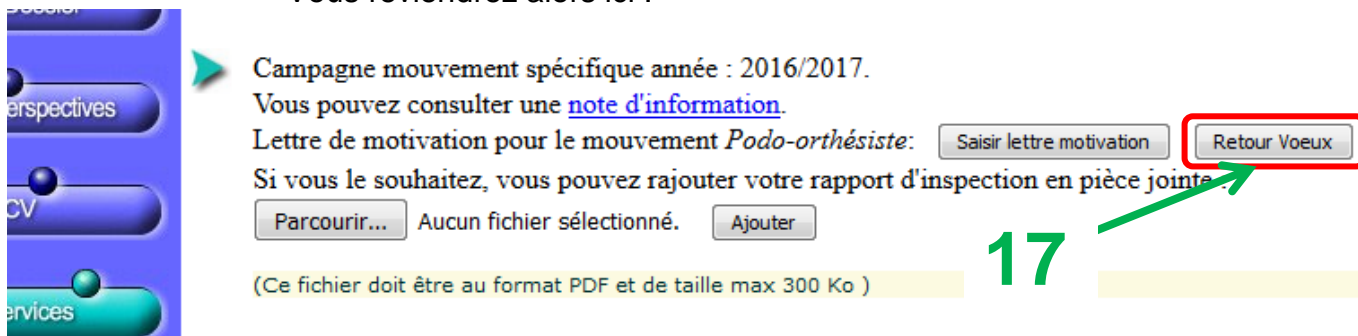 Campagne mouvement spécifique année : 2016/2017.
Vous pouvez consulter une note d'information.
Lettre de motivation pour le mouvement Podo-orthésiste: Saisir lettre motivation Retour Voeux
Si vous le souhaitez, vous pouvez rajouter votre rapport d'inspection en pièce jointe :
Parcourir... Aucun fichier sélectionné. Ajouter
17
(Ce fichier doit être au format PDF et de taille max 300 Ko )
erspectives
CV
ervices